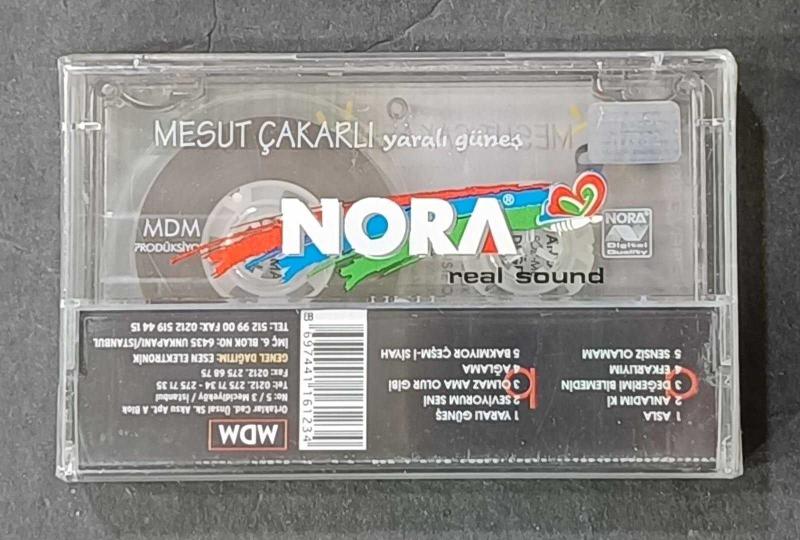 MESUT ÇAKARLI yaralı güneş
MDM
PRODÜKSİYON
NORA®
real sound
NORA
Digital
Quality
a
1 ASLA
2 ANLADIM Kİ
3 DEĞERİMİ BİLEMEDİN
4 EFKARLIYIM
5 SENSİZ OLAMAM
b
1 YARALI GÜNEŞ
2 SEVİYORUM SENİ
3 OLMAZ AMA OLUR GİBİ
4 AĞLAMA
5 BAKMIYOR ÇEŞM-İ SİYAH
8 697441 161234
MDM
Ortaklar Cad. Ünsal Sk. Aksu Apt. A. Blok
No: 3 / 5 / Mecidiyeköy / İstanbul
Tel: 0212. 275 71 34 - 275 71 35
Fax: 0212. 275 68 75
GENEL DAĞITIM: ESEN ELEKTRONİK
İMÇ 6. BLOK NO: 6435 UNKAPANI/İSTANBUL
TEL: 512 99 00 FAX: 0212 519 44 15